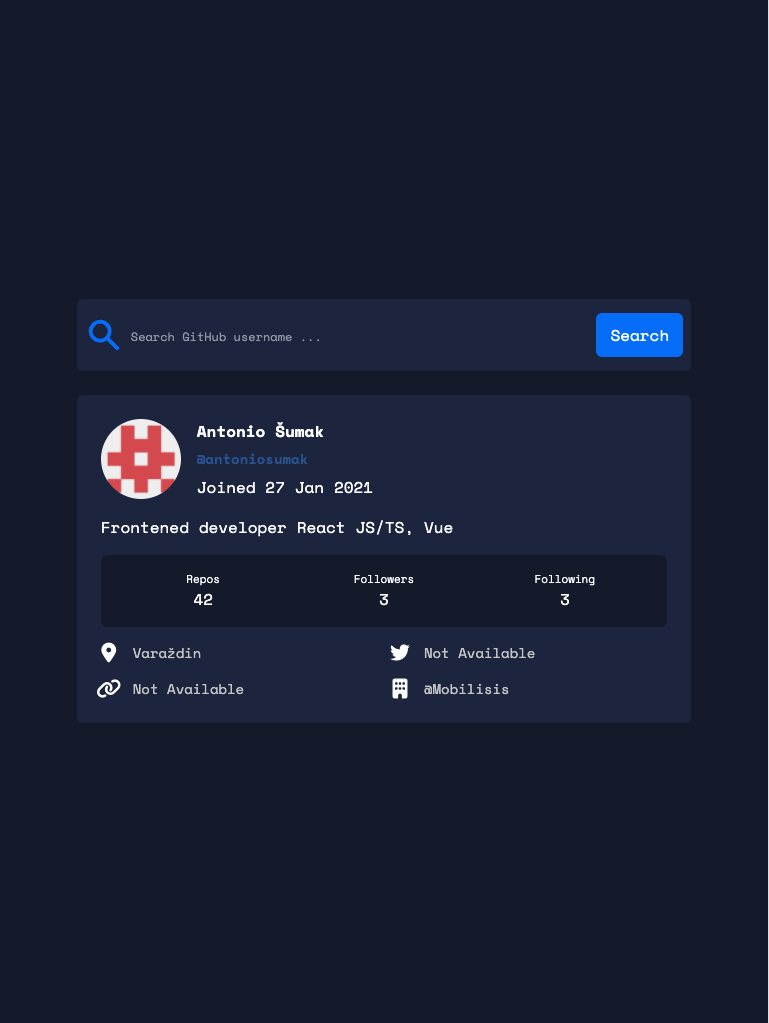 Search GitHub username ...
Search
Antonio Šumak
@antoniosumak
Joined 27 Jan 2021
Frontened developer React JS/TS, Vue
Repos Followers Following
42 3 3
Varaždin Not Available
Not Available @Mobilisis